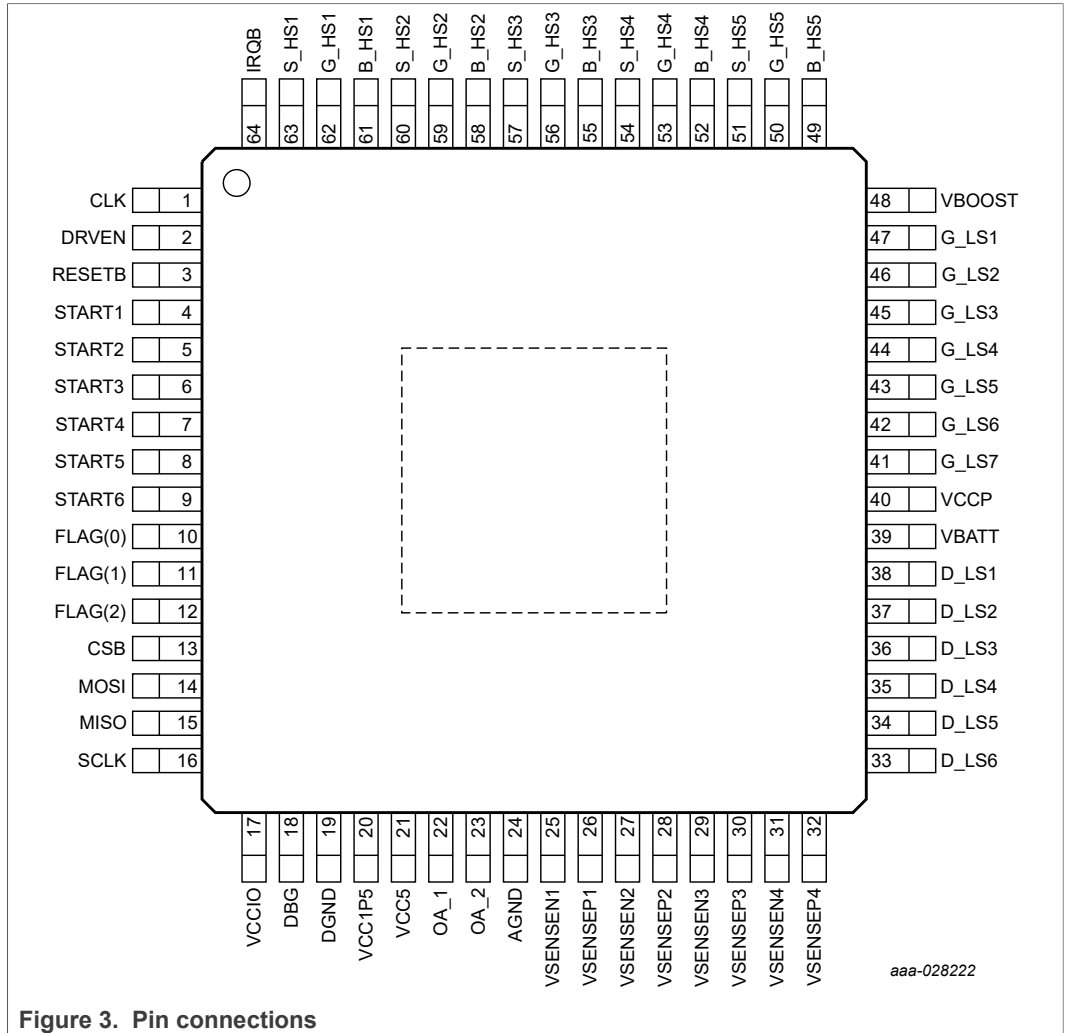 IRQB
S_HS1
G_HS1
B_HS1
S_HS2
G_HS2
B_HS2
S_HS3
G_HS3
B_HS3
S_HS4
G_HS4
B_HS4
S_HS5
G_HS5
B_HS5
64
63
62
61
60
59
58
57
56
55
54
53
52
51
50
49
CLK 1
DRVEN 2
RESETB 3
START1 4
START2 5
START3 6
START4 7
START5 8
START6 9
FLAG(0) 10
FLAG(1) 11
FLAG(2) 12
CSB 13
MOSI 14
MISO 15
SCLK 16
48 VBOOST
47 G_LS1
46 G_LS2
45 G_LS3
44 G_LS4
43 G_LS5
42 G_LS6
41 G_LS7
40 VCCP
39 VBATT
38 D_LS1
37 D_LS2
36 D_LS3
35 D_LS4
34 D_LS5
33 D_LS6
17
18
19
20
21
22
23
24
25
26
27
28
29
30
31
32
VCCIO
DBG
DGND
VCC1P5
VCC5
OA_1
OA_2
AGND
VSENSEN1
VSENSEP1
VSENSEN2
VSENSEP2
VSENSEN3
VSENSEP3
VSENSEN4
VSENSEP4
aaa-028222
Figure 3. Pin connections